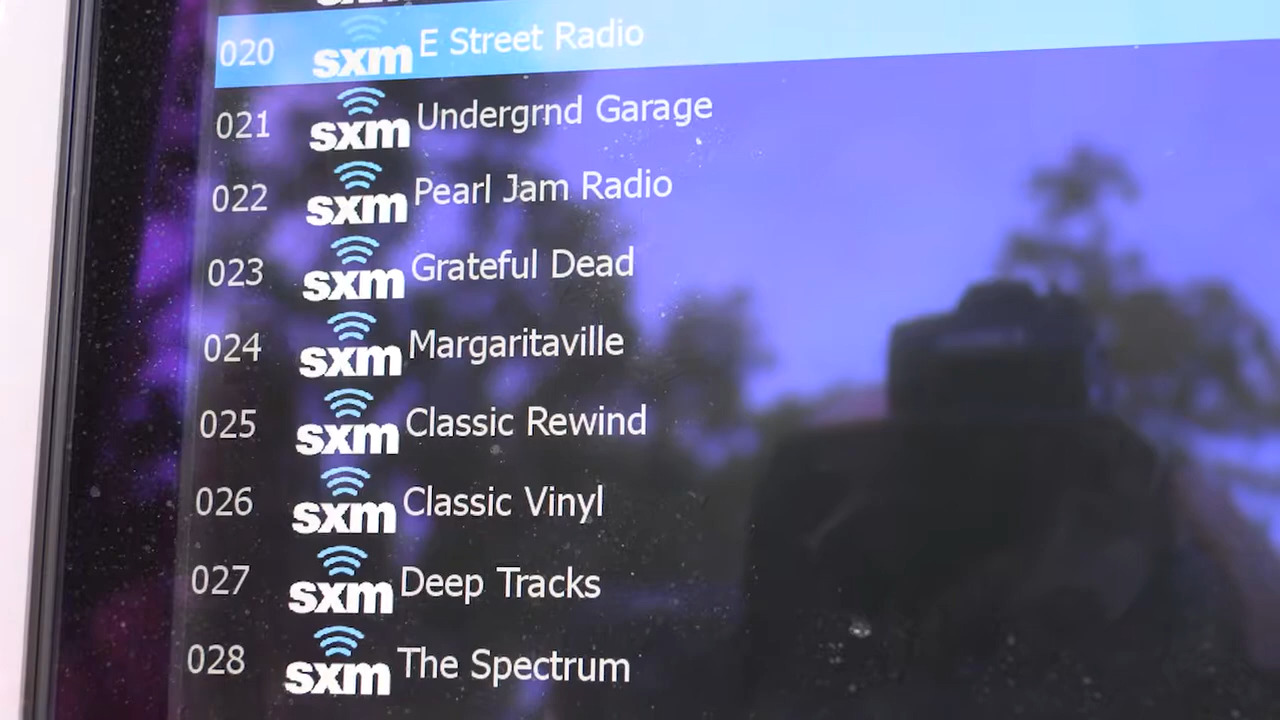 020 sxm E Street Radio
021 sxm Undergrnd Garage
022 sxm Pearl Jam Radio
023 sxm Grateful Dead
024 sxm Margaritaville
025 sxm Classic Rewind
026 sxm Classic Vinyl
027 sxm Deep Tracks
028 sxm The Spectrum